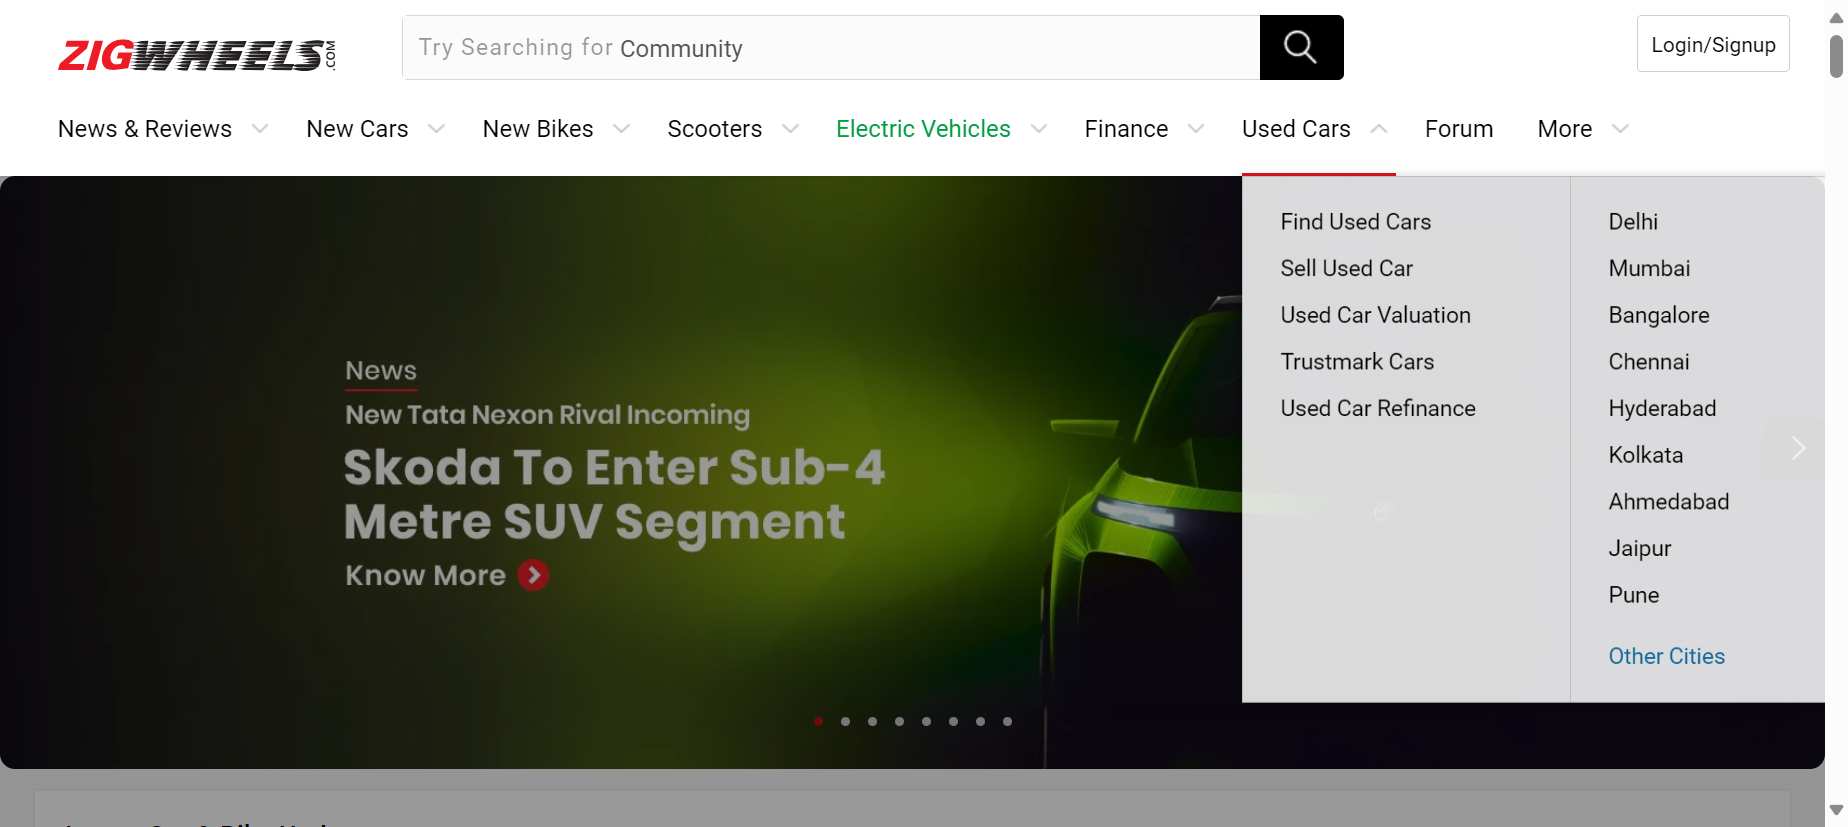 ZIGWHEELS.COM
Try Searching for Community
Login/Signup
News & Reviews
New Cars
New Bikes
Scooters
Electric Vehicles
Finance
Used Cars
Forum
More
Find Used Cars
Sell Used Car
Used Car Valuation
Trustmark Cars
Used Car Refinance
Delhi
Mumbai
Bangalore
Chennai
Hyderabad
Kolkata
Ahmedabad
Jaipur
Pune
Other Cities
News
New Tata Nexon Rival Incoming
Skoda To Enter Sub-4
Metre SUV Segment
Know More